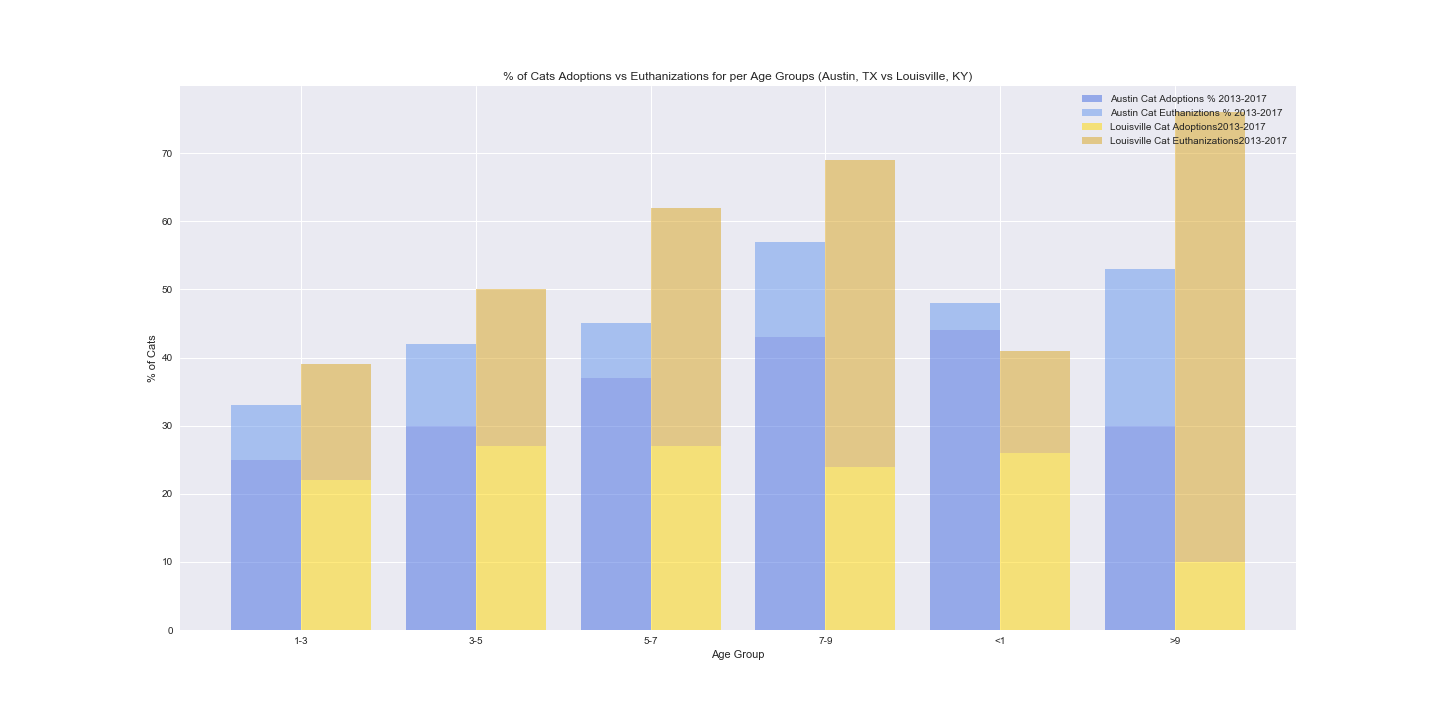 % of Cats Adoptions vs Euthanizations for per Age Groups (Austin, TX vs Louisville, KY)
Austin Cat Adoptions % 2013-2017
Austin Cat Euthaniztions % 2013-2017
Louisville Cat Adoptions2013-2017
Louisville Cat Euthanizations2013-2017
% of Cats
70
60
50
40
30
20
10
0
1-3 3-5 5-7 7-9 <1 >9
Age Group